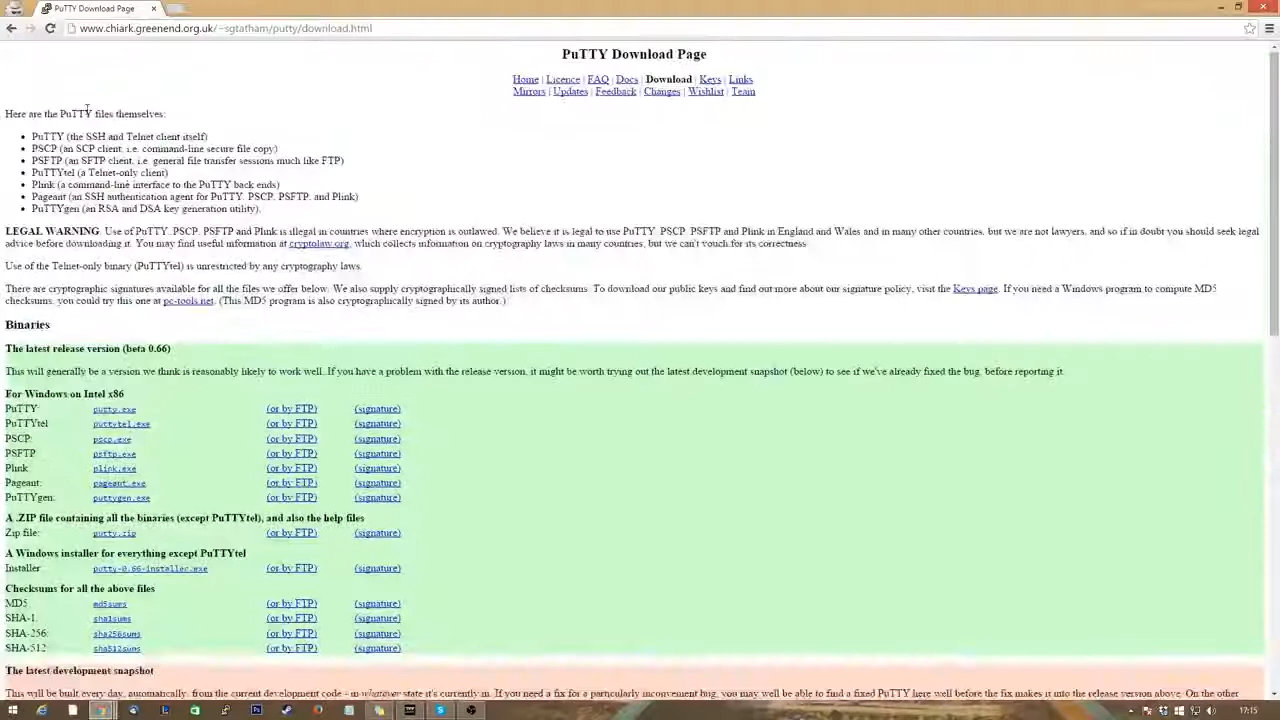 PuTTY Download Page
www.chiark.greenend.org.uk/~sgtatham/putty/download.html
PuTTY Download Page
Home | Licence | FAQ | Docs | Download | Keys | Links
Mirrors | Updates | Feedback | Changes | Wishlist | Team
Here are the PuTTY files themselves:
PuTTY (the SSH and Telnet client itself)
PSCP (an SCP client, i.e. command-line secure file copy)
PSFTP (an SFTP client, i.e. general file transfer sessions much like FTP)
PuTTYtel (a Telnet-only client)
Plink (a command-line interface to the PuTTY back ends)
Pageant (an SSH authentication agent for PuTTY, PSCP, PSFTP, and Plink)
PuTTYgen (an RSA and DSA key generation utility).
LEGAL WARNING: Use of PuTTY, PSCP, PSFTP and Plink is illegal in countries where encryption is outlawed. We believe it is legal to use PuTTY, PSCP, PSFTP and Plink in England and Wales and in many other countries, but we are not lawyers, and so if in doubt you should seek legal
advice before downloading it. You may find useful information at cryptolaw.org, which collects information on cryptography laws in many countries, but we can't vouch for its correctness.
Use of the Telnet-only binary (PuTTYtel) is unrestricted by any cryptography laws.
There are cryptographic signatures available for all the files we offer below. We also supply cryptographically signed lists of checksums. To download our public keys and find out more about our signature policy, visit the Keys page. If you need a Windows program to compute MD5
checksums, you could try this one at pc-tools.net. (This MD5 program is also cryptographically signed by its author.)
Binaries
The latest release version (beta 0.66)
This will generally be a version we think is reasonably likely to work well. If you have a problem with the release version, it might be worth trying out the latest development snapshot (below) to see if we've already fixed the bug, before reporting it.
For Windows on Intel x86
PuTTY: putty.exe (or by FTP) (signature)
PuTTYtel: puttytel.exe (or by FTP) (signature)
PSCP: pscp.exe (or by FTP) (signature)
PSFTP: psftp.exe (or by FTP) (signature)
Plink: plink.exe (or by FTP) (signature)
Pageant: pageant.exe (or by FTP) (signature)
PuTTYgen: puttygen.exe (or by FTP) (signature)
A .ZIP file containing all the binaries (except PuTTYtel), and also the help files
Zip file: putty.zip (or by FTP) (signature)
A Windows installer for everything except PuTTYtel
Installer: putty-0.66-installer.exe (or by FTP) (signature)
Checksums for all the above files
MD5: md5sums (or by FTP) (signature)
SHA-1: sha1sums (or by FTP) (signature)
SHA-256: sha256sums (or by FTP) (signature)
SHA-512: sha512sums (or by FTP) (signature)
The latest development snapshot
This will be built every day, automatically, from the current development code - in whatever state it's currently in. If you need a fix for a particularly inconvenient bug, you may well be able to find a fixed PuTTY here well before the fix makes it into the release version above. On the other
17:15